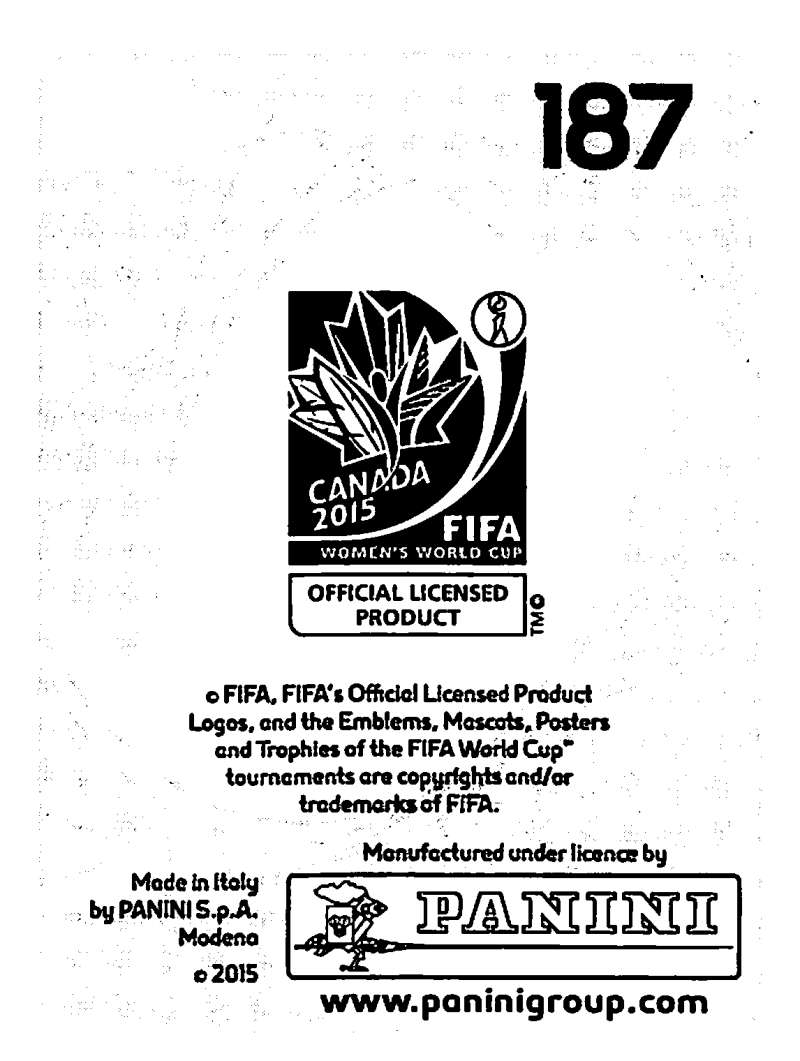 187
CANADA
2015
FIFA
WOMEN'S WORLD CUP
OFFICIAL LICENSED
PRODUCT
TM©
© FIFA, FIFA's Official Licensed Product
Logos, and the Emblems, Mascots, Posters
and Trophies of the FIFA World Cup™
tournaments are copyrights and/or
trademarks of FIFA.
Manufactured under licence by
Made in Italy
by PANINI S.p.A.
Modena
© 2015
PANINI
www.paninigroup.com